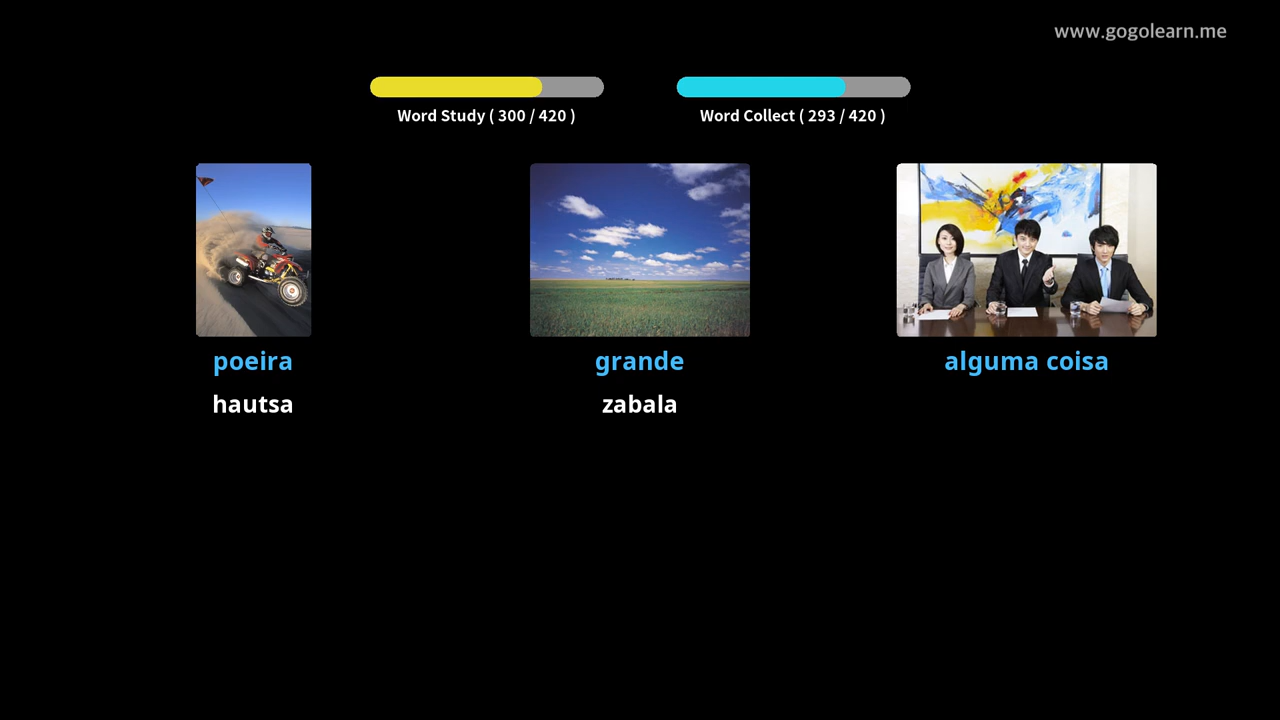 www.gogolearn.me
Word Study ( 300 / 420 )
Word Collect ( 293 / 420 )
poeira
grande
alguma coisa
hautsa
zabala